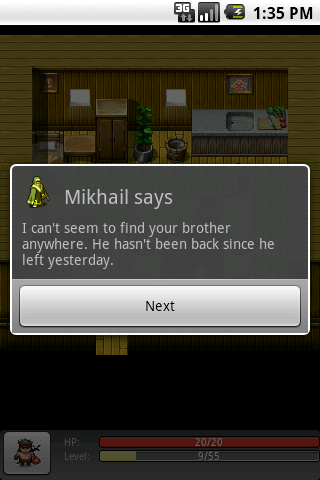 3G
1:35 PM
Mikhail says
I can't seem to find your brother
anywhere. He hasn't been back since he
left yesterday.
Next
HP:
20/20
Level:
9/55